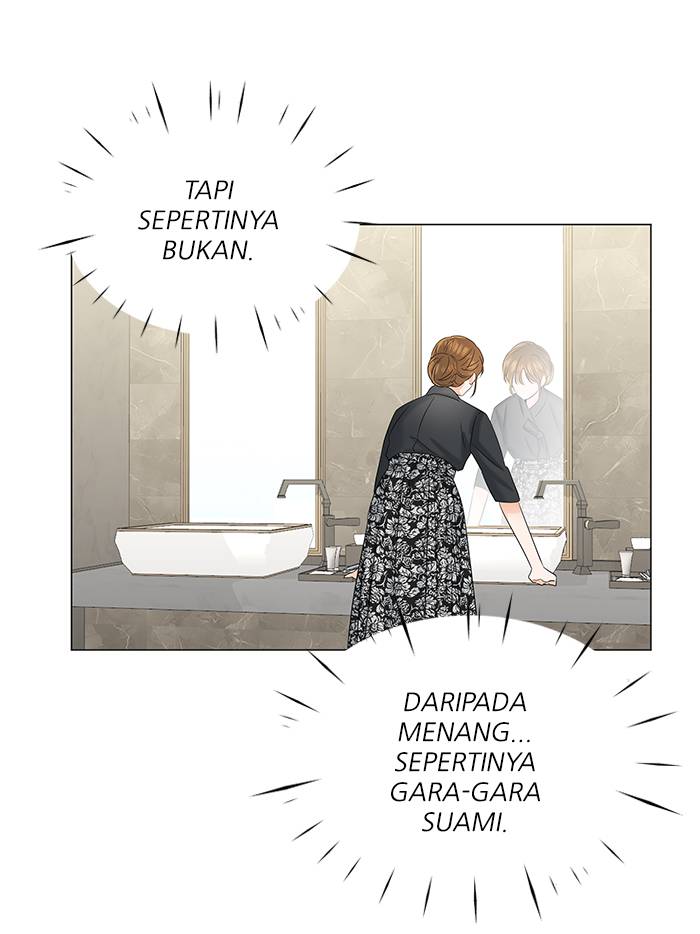 TAPI
SEPERTINYA
BUKAN.
DARIPADA
MENANG...
SEPERTINYA
GARA-GARA
SUAMI.